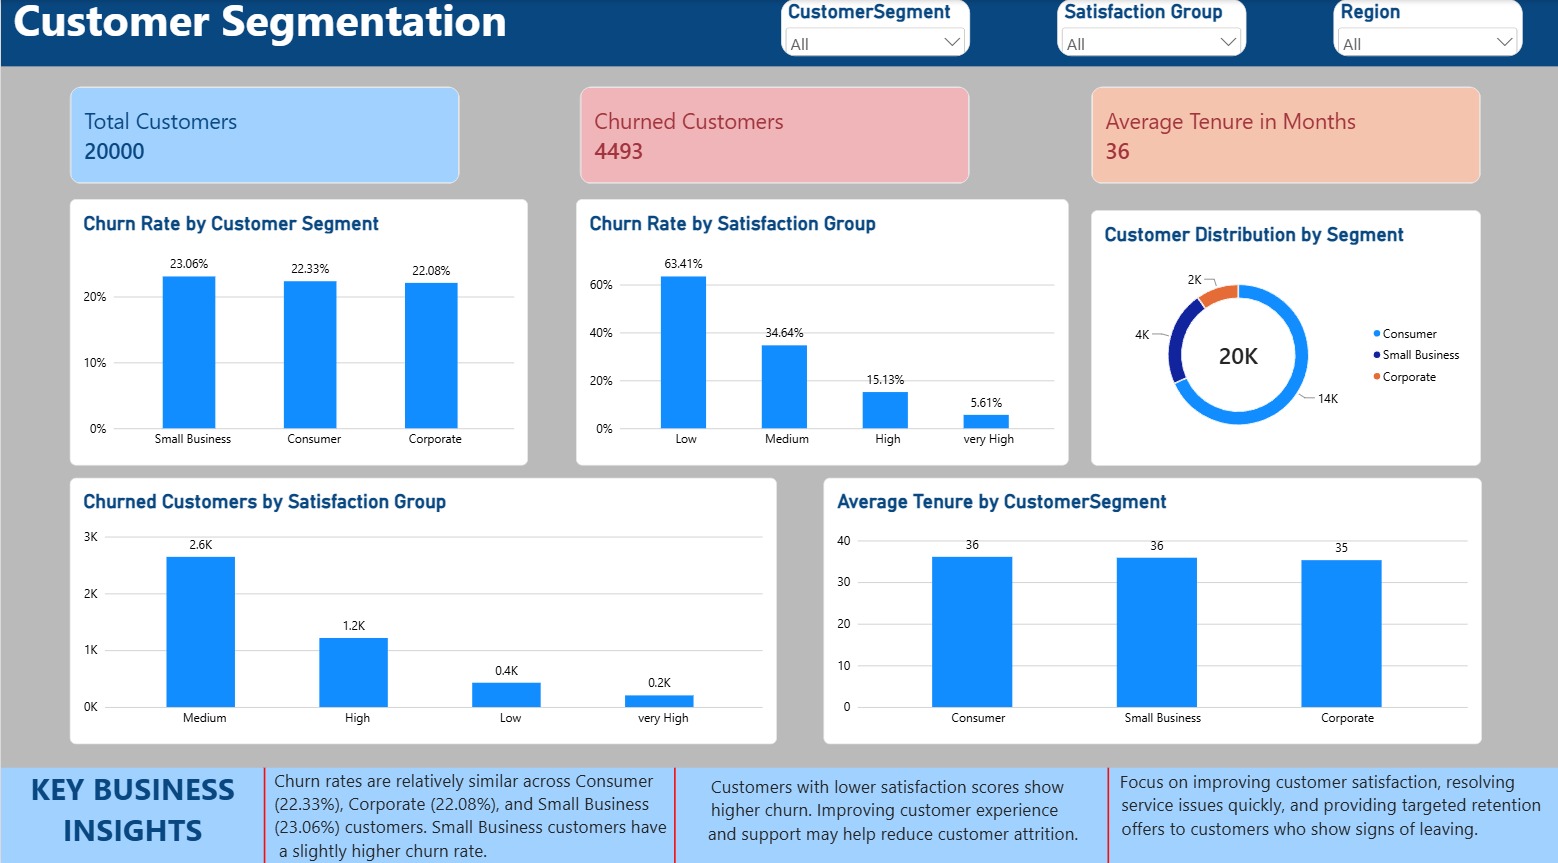 Customer Segmentation
CustomerSegment
All
Satisfaction Group
All
Region
All
Total Customers
20000
Churned Customers
4493
Average Tenure in Months
36
Churn Rate by Customer Segment
23.06%
22.33%
22.08%
20%
10%
0%
Small Business
Consumer
Corporate
Churn Rate by Satisfaction Group
63.41%
60%
40%
34.64%
20%
15.13%
5.61%
0%
Low
Medium
High
very High
Customer Distribution by Segment
2K
4K
20K
14K
Consumer
Small Business
Corporate
Churned Customers by Satisfaction Group
3K
2.6K
2K
1.2K
1K
0.4K
0.2K
0K
Medium
High
Low
very High
Average Tenure by CustomerSegment
40
36
36
35
30
20
10
0
Consumer
Small Business
Corporate
KEY BUSINESS
INSIGHTS
Churn rates are relatively similar across Consumer
(22.33%), Corporate (22.08%), and Small Business
(23.06%) customers. Small Business customers have
a slightly higher churn rate.
Customers with lower satisfaction scores show
higher churn. Improving customer experience
and support may help reduce customer attrition.
Focus on improving customer satisfaction, resolving
service issues quickly, and providing targeted retention
offers to customers who show signs of leaving.